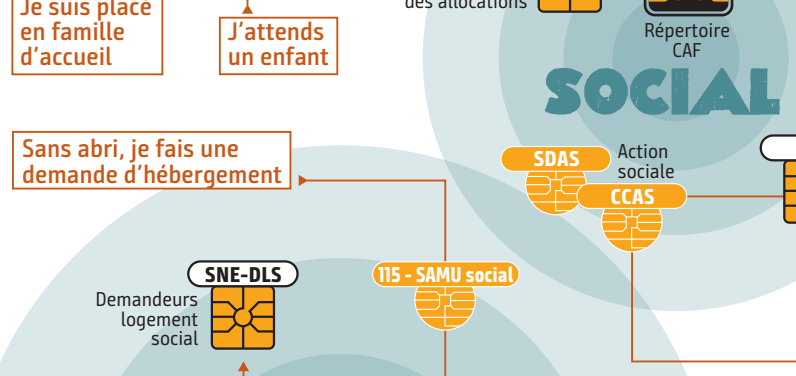 Je suis placé
en famille
d'accueil
J'attends
un enfant
des allocations
Répertoire
CAF
SOCIAL
Sans abri, je fais une
demande d'hébergement
SDAS
Action
sociale
CCAS
SNE-DLS
Demandeurs
logement
social
115 - SAMU social